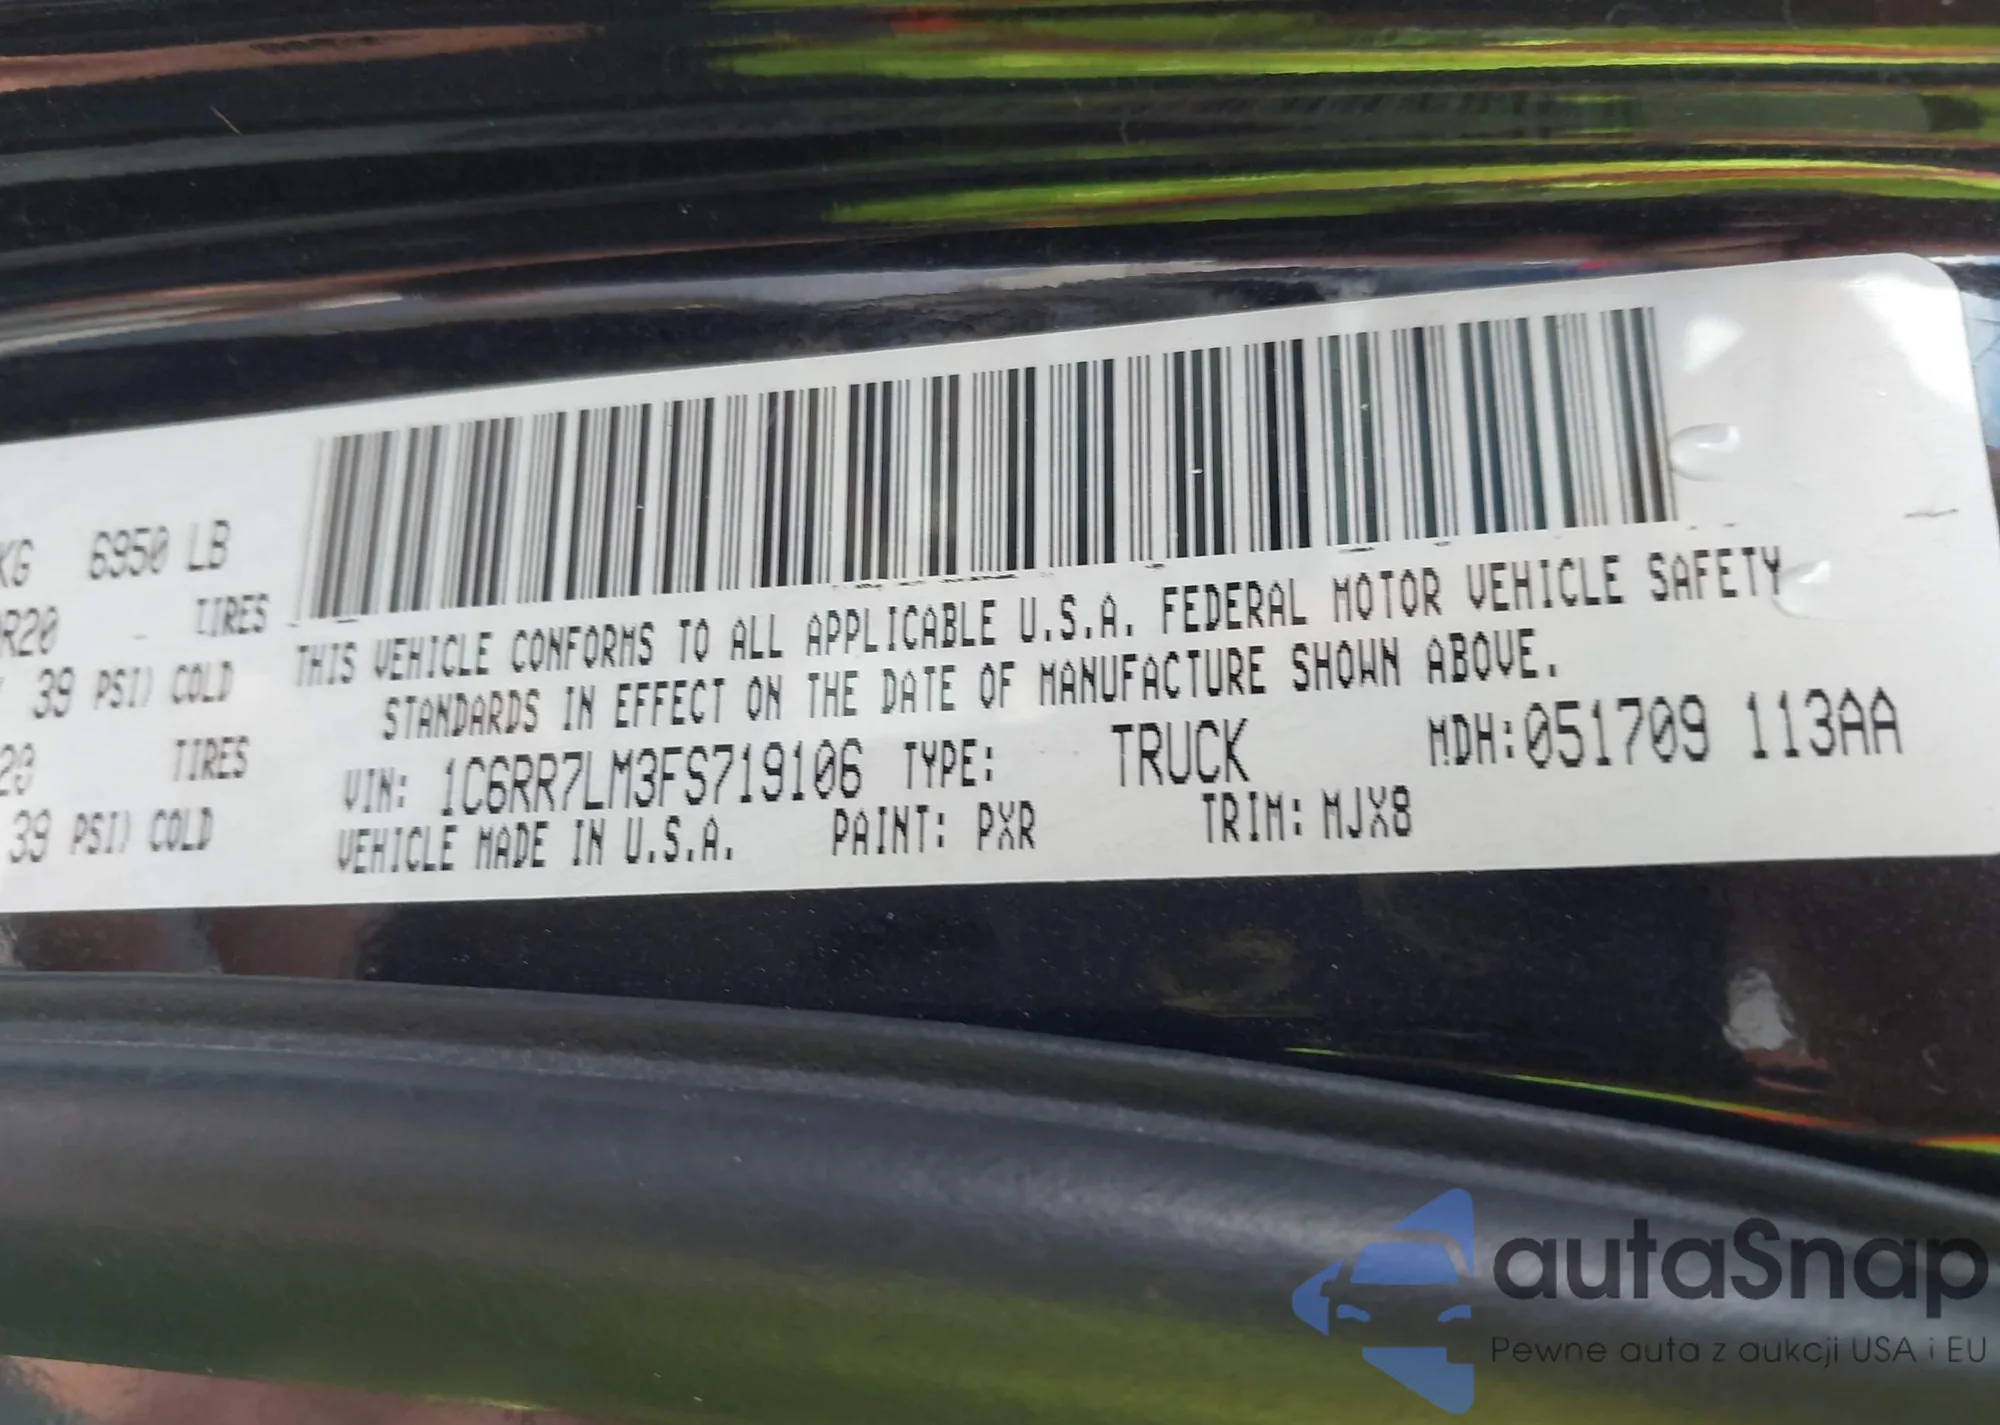 KG 6950 LB
R20 TIRES
39 PSI) COLD
20 TIRES
39 PSI) COLD
THIS VEHICLE CONFORMS TO ALL APPLICABLE U.S.A. FEDERAL MOTOR VEHICLE SAFETY
STANDARDS IN EFFECT ON THE DATE OF MANUFACTURE SHOWN ABOVE.
VIN: 1C6RR7LM3FS719106 TYPE: TRUCK MDH:051709 113AA
VEHICLE MADE IN U.S.A. PAINT: PXR TRIM: MJX8
autaSnap
Pewne auta z aukcji USA i EU